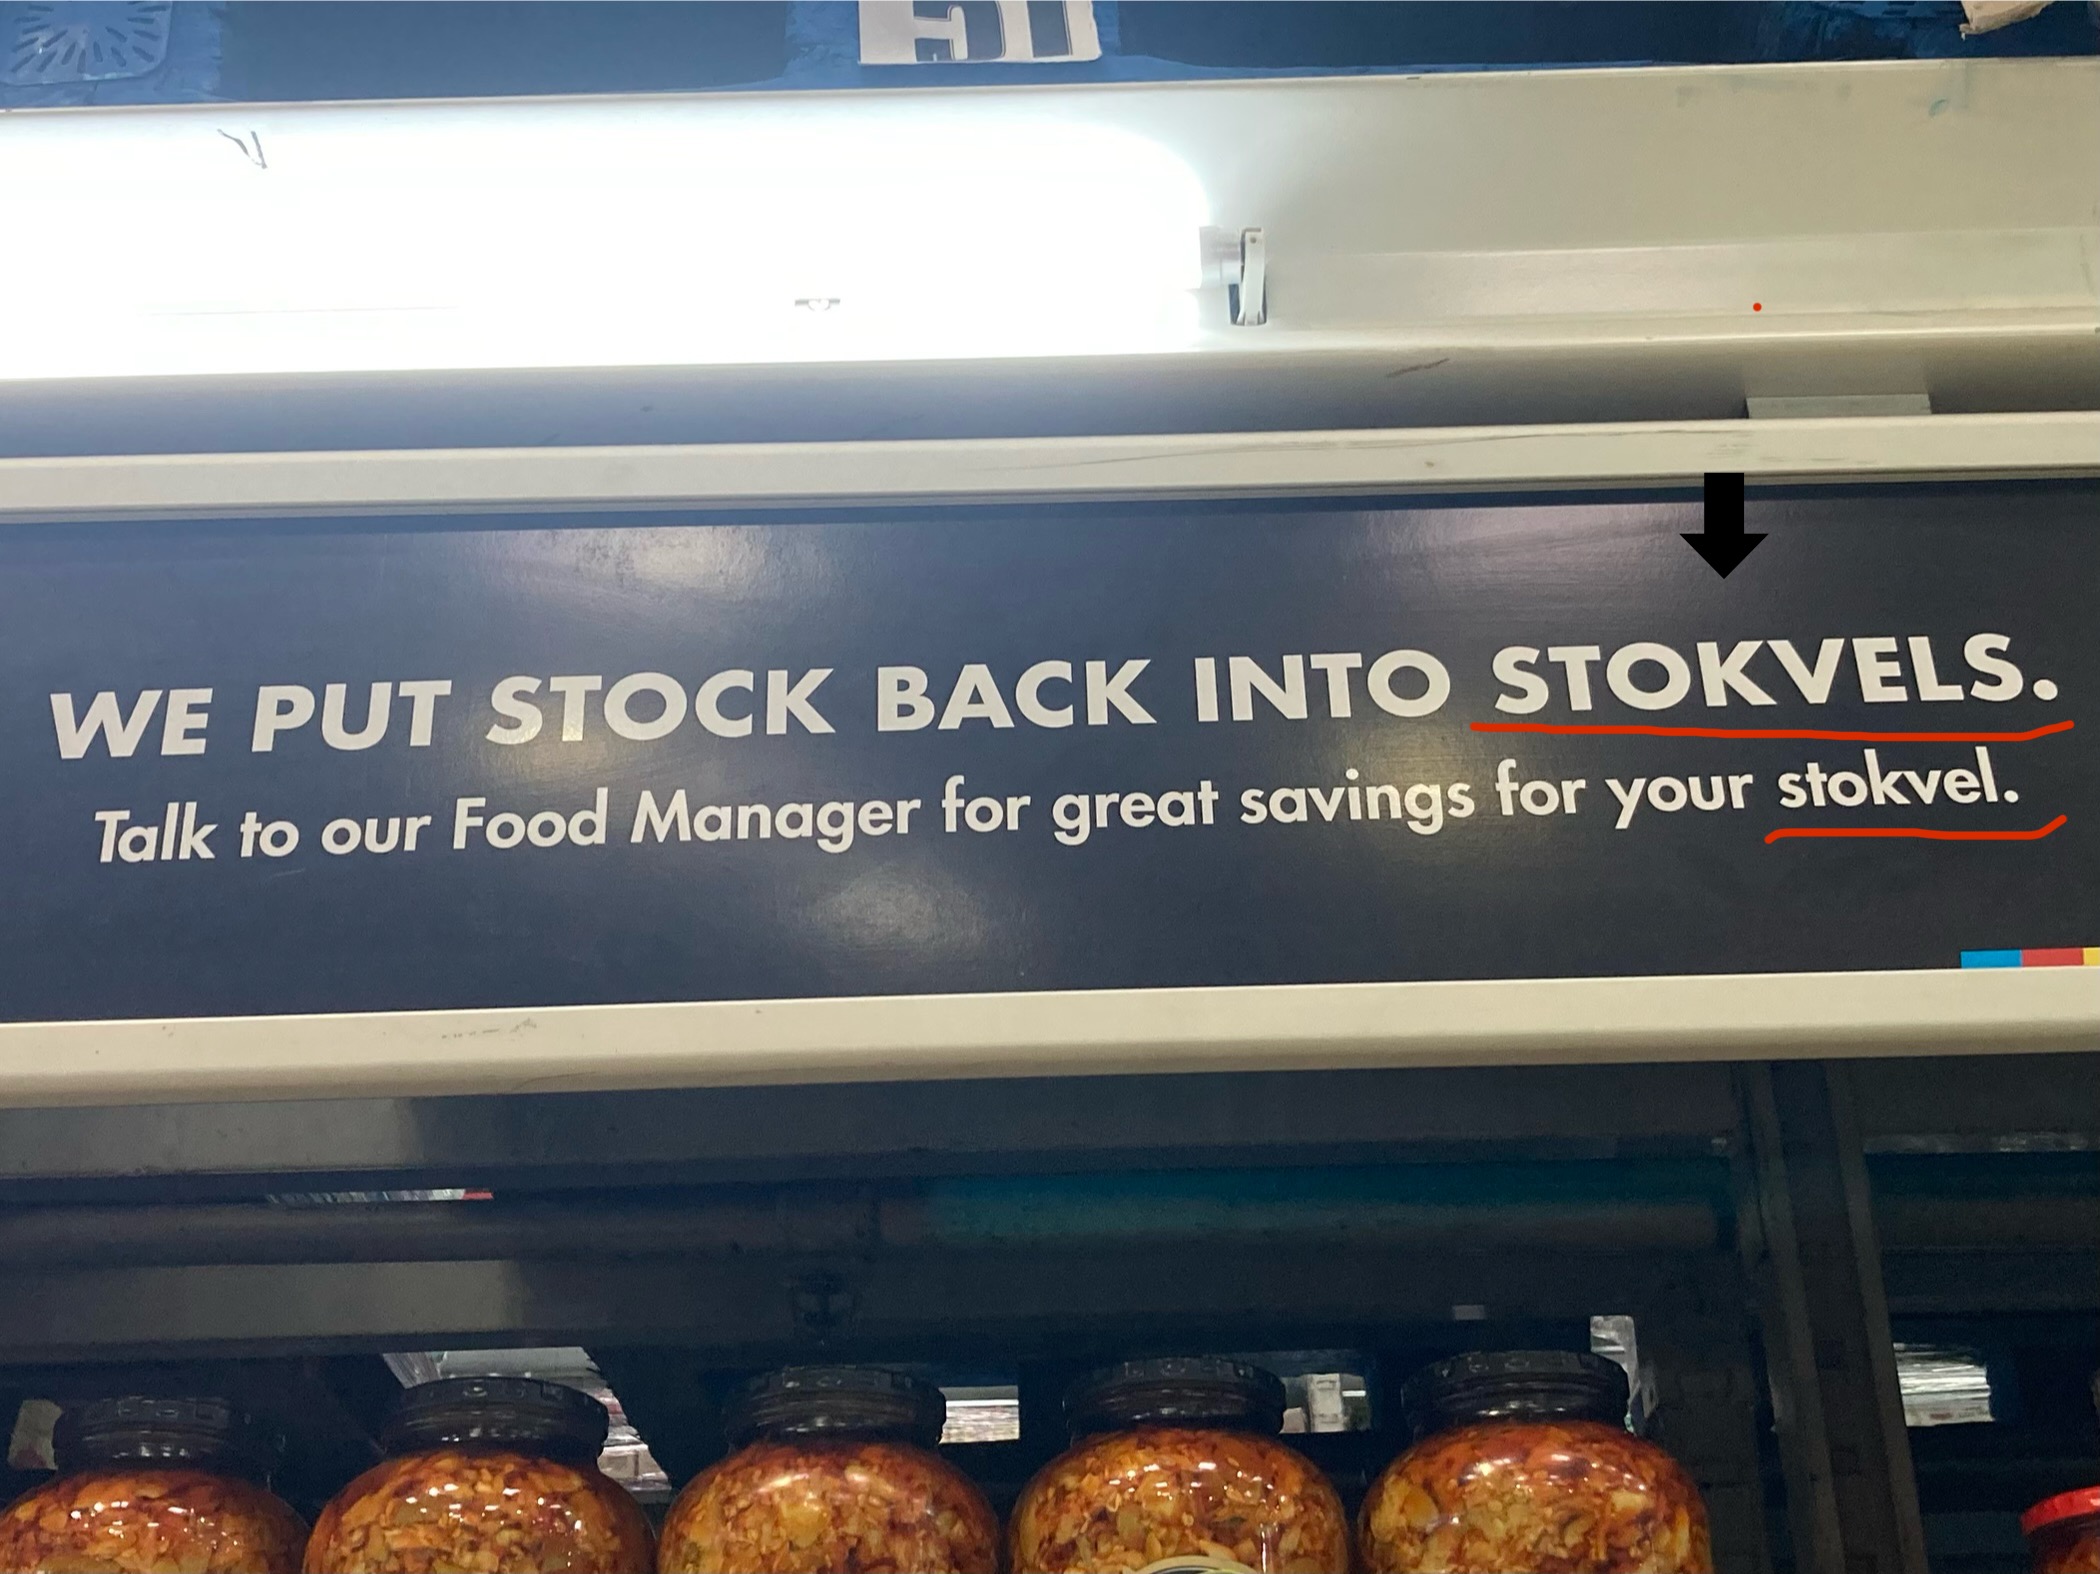 WE PUT STOCK BACK INTO STOKVELS.
Talk to our Food Manager for great savings for your stokvel.